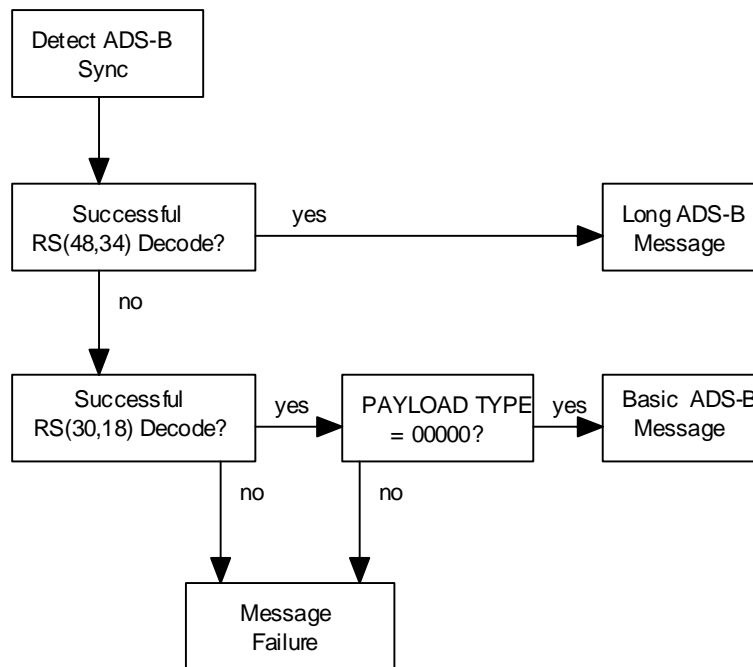 Detect ADS-B
Sync
Successful
RS(48,34) Decode?
yes
Long ADS-B
Message
no
Successful
RS(30,18) Decode?
yes
PAYLOAD TYPE
= 00000?
yes
Basic ADS-B
Message
no
no
Message
Failure